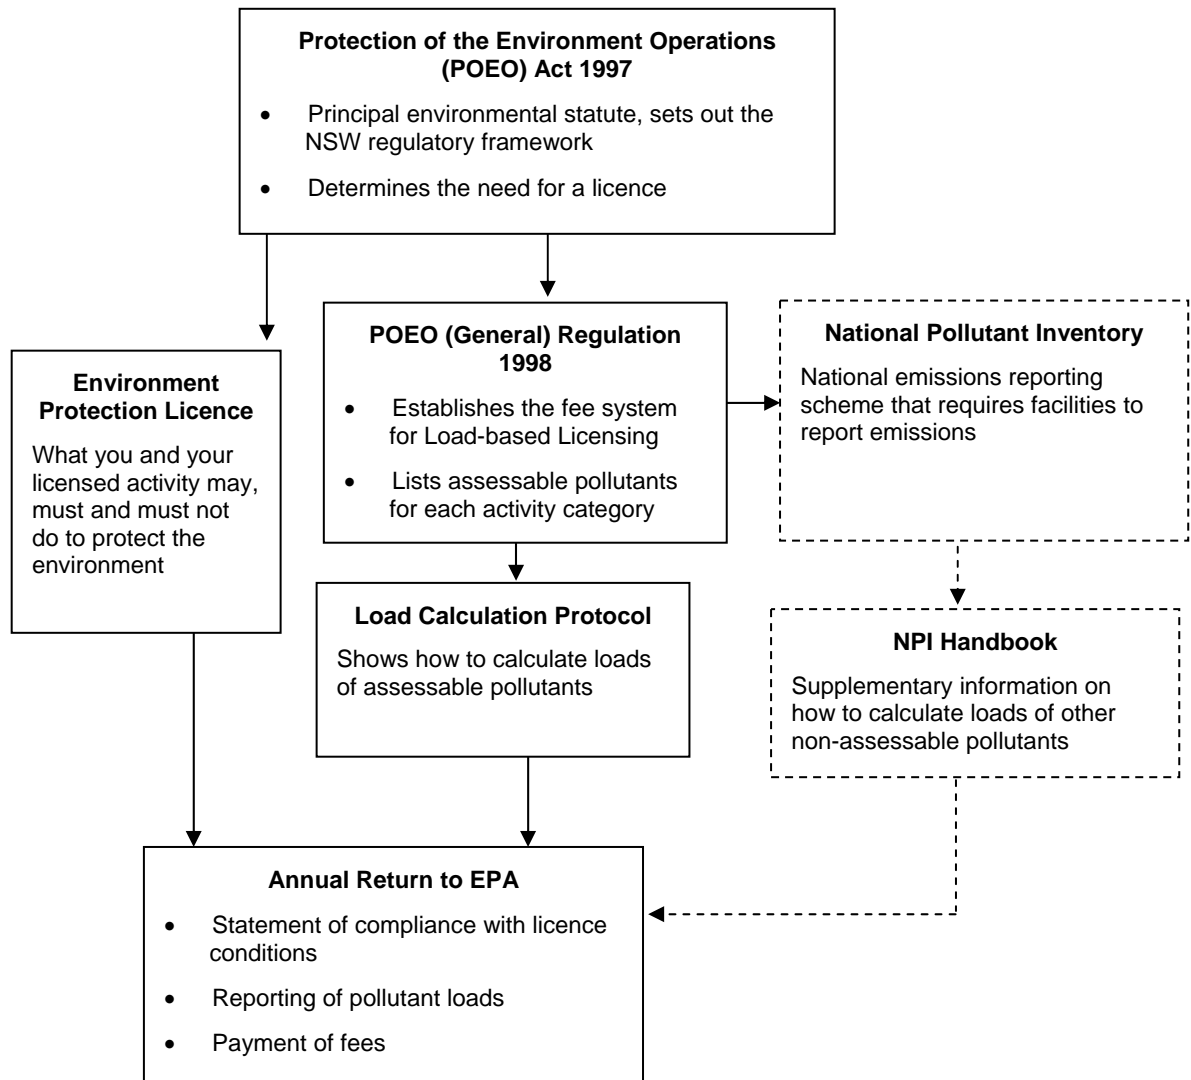 Protection of the Environment Operations
(POEO) Act 1997
• Principal environmental statute, sets out the
NSW regulatory framework
• Determines the need for a licence
Environment
Protection Licence
What you and your
licensed activity may,
must and must not
do to protect the
environment
POEO (General) Regulation
1998
• Establishes the fee system
for Load-based Licensing
• Lists assessable pollutants
for each activity category
National Pollutant Inventory
National emissions reporting
scheme that requires facilities to
report emissions
Load Calculation Protocol
Shows how to calculate loads
of assessable pollutants
NPI Handbook
Supplementary information on
how to calculate loads of other
non-assessable pollutants
Annual Return to EPA
• Statement of compliance with licence
conditions
• Reporting of pollutant loads
• Payment of fees